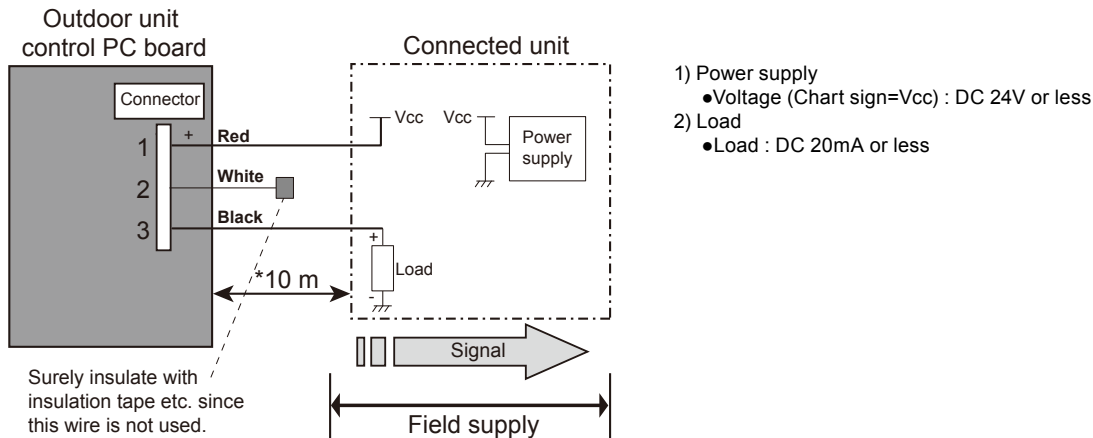 Outdoor unit
control PC board
Connected unit
Connector
1
+
Red
2
White
3
Black
Vcc
Vcc
Power
supply
+
Load
-
*10 m
Signal
Field supply
Surely insulate with
insulation tape etc. since
this wire is not used.
1) Power supply
●Voltage (Chart sign=Vcc) : DC 24V or less
2) Load
●Load : DC 20mA or less